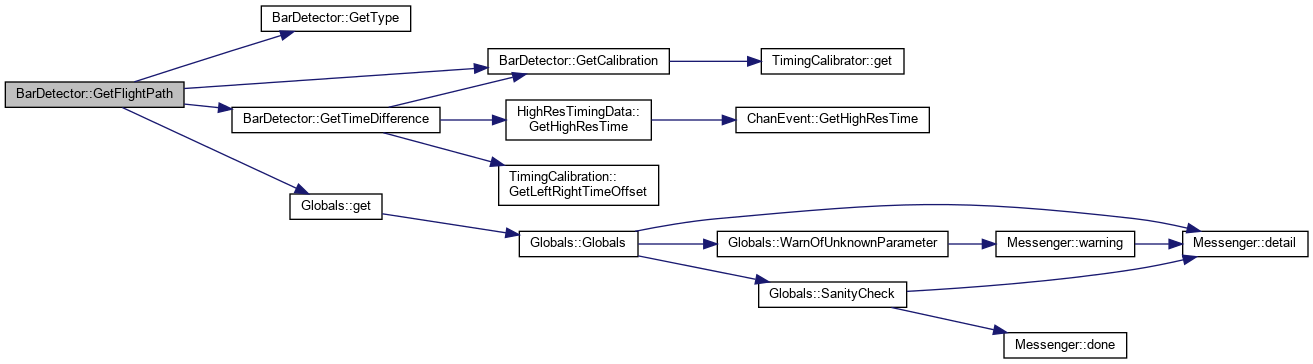 BarDetector::GetType
BarDetector::GetCalibration
TimingCalibrator::get
BarDetector::GetFlightPath
BarDetector::GetTimeDifference
HighResTimingData::
GetHighResTime
ChanEvent::GetHighResTime
TimingCalibration::
GetLeftRightTimeOffset
Globals::get
Globals::Globals
Globals::WarnOfUnknownParameter
Messenger::warning
Messenger::detail
Globals::SanityCheck
Messenger::done